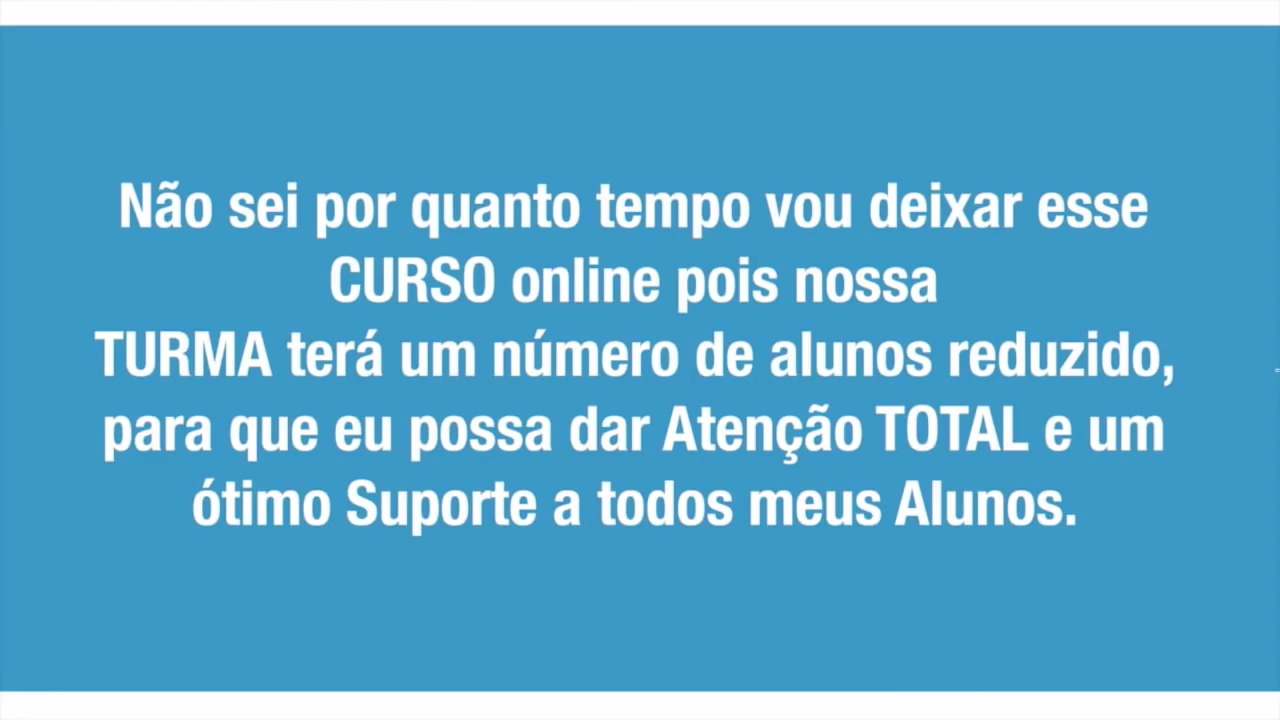 Não sei por quanto tempo vou deixar esse
CURSO online pois nossa
TURMA terá um número de alunos reduzido,
para que eu possa dar Atenção TOTAL e um
ótimo Suporte a todos meus Alunos.